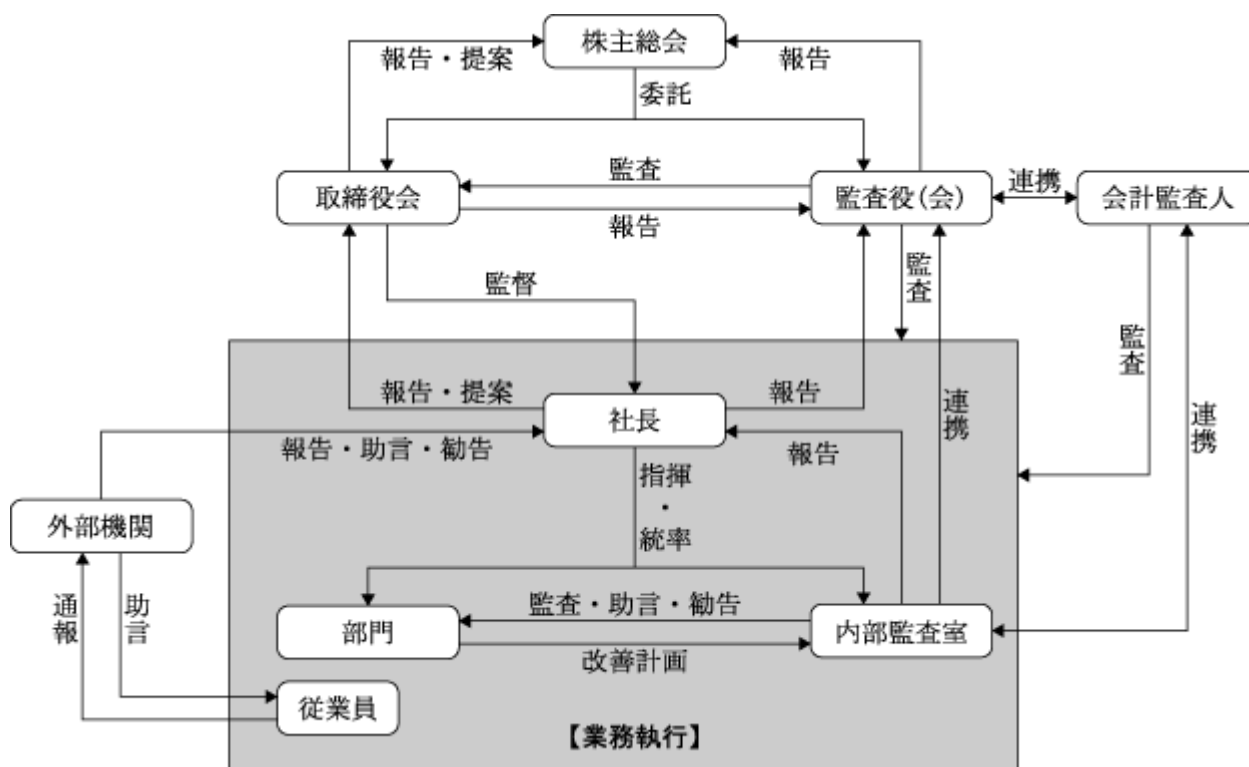 株主総会
報告・提案
報告
委託
監査
取締役会
監査役(会)
連携
会計監査人
報告
監督
監査
監査
報告・提案
報告
連携
連携
社長
報告・助言・勧告
報告
指揮
・
統率
外部機関
通報
助言
監査・助言・勧告
部門
内部監査室
改善計画
従業員
【業務執行】